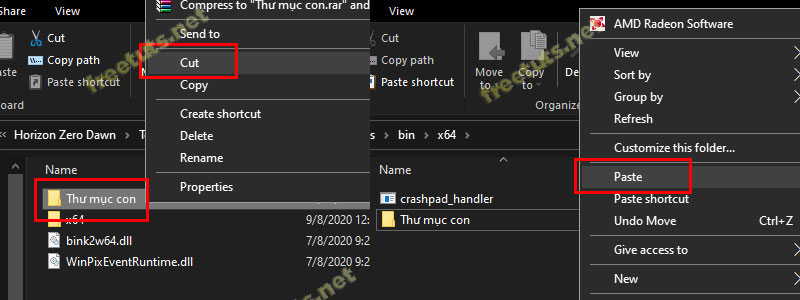 Compress to "Thư mục con.rar" and
Send to
Cut
Copy path
Paste shortcut
Share
View
oard
Cut
Copy
Create shortcut
Delete
Rename
Properties
Horizon Zero Dawn
Name
Thư mục con
x64
9/8/2020 12:
bink2w64.dll
7/8/2020 9:2
WinPixEventRuntime.dll
7/8/2020 9:2
freetuts.net
freetuts.net
Share
View
Cut
Copy path
Paste shortcut
Move
to
Copy
to
De
Organize
s
bin
x64
Name
crashpad_handler
Thư mục con
freetuts.net
AMD Radeon Software
View
Sort by
Group by
Refresh
Customize this folder...
Paste
Paste shortcut
Undo Move Ctrl+Z
Give access to
New